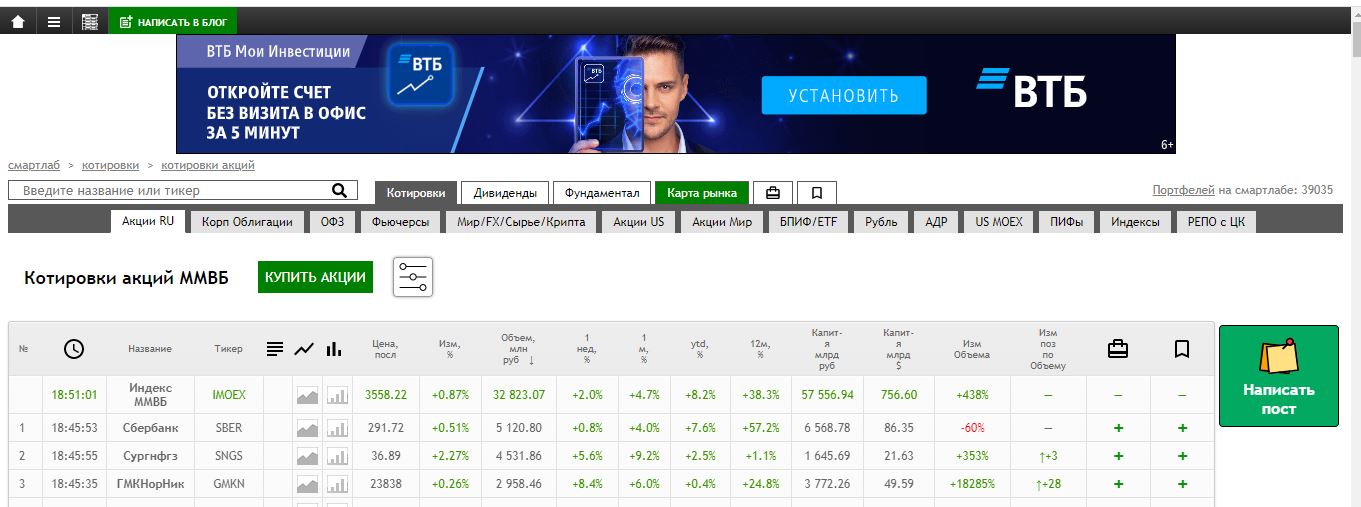 НАПИСАТЬ В БЛОГ
ВТБ Мои Инвестиции
ОТКРОЙТЕ СЧЕТ
БЕЗ ВИЗИТА В ОФИС
ЗА 5 МИНУТ
ВТБ
ВТБ
УСТАНОВИТЬ
ВТБ
6+
смартлаб > котировки > котировки акций
Введите название или тикер
Котировки Дивиденды Фундаментал Карта рынка
Портфелей на смартлабе: 39035
Акции RU Корп Облигации ОФЗ Фьючерсы Мир/FX/Сырье/Крипта Акции US Акции Мир БПИФ/ETF Рубль АДР US MOEX ПИФы Индексы РЕПО с ЦК
Котировки акций ММВБ КУПИТЬ АКЦИИ
№ Название Тикер Цена, посл Изм, % Объем, млн руб ↓ 1 нед, % 1 м, % ytd, % 12м, % Капит-я млрд руб Капит-я млрд $ Изм Объема Изм поз по Объему
18:51:01 Индекс ММВБ IMOEX 3558.22 +0.87% 32 823.07 +2.0% +4.7% +8.2% +38.3% 57 556.94 756.60 +438% – – –
1 18:45:53 Сбербанк SBER 291.72 +0.51% 5 120.80 +0.8% +4.0% +7.6% +57.2% 6 568.78 86.35 -60% – + +
2 18:45:55 Сургнфгз SNGS 36.89 +2.27% 4 531.86 +5.6% +9.2% +2.5% +1.1% 1 645.69 21.63 +353% ↑+3 + +
3 18:45:35 ГМКНорНик GMKN 23838 +0.26% 2 958.46 +8.4% +6.0% +0.4% +24.8% 3 772.26 49.59 +18285% ↑+28 + +
Написать
пост